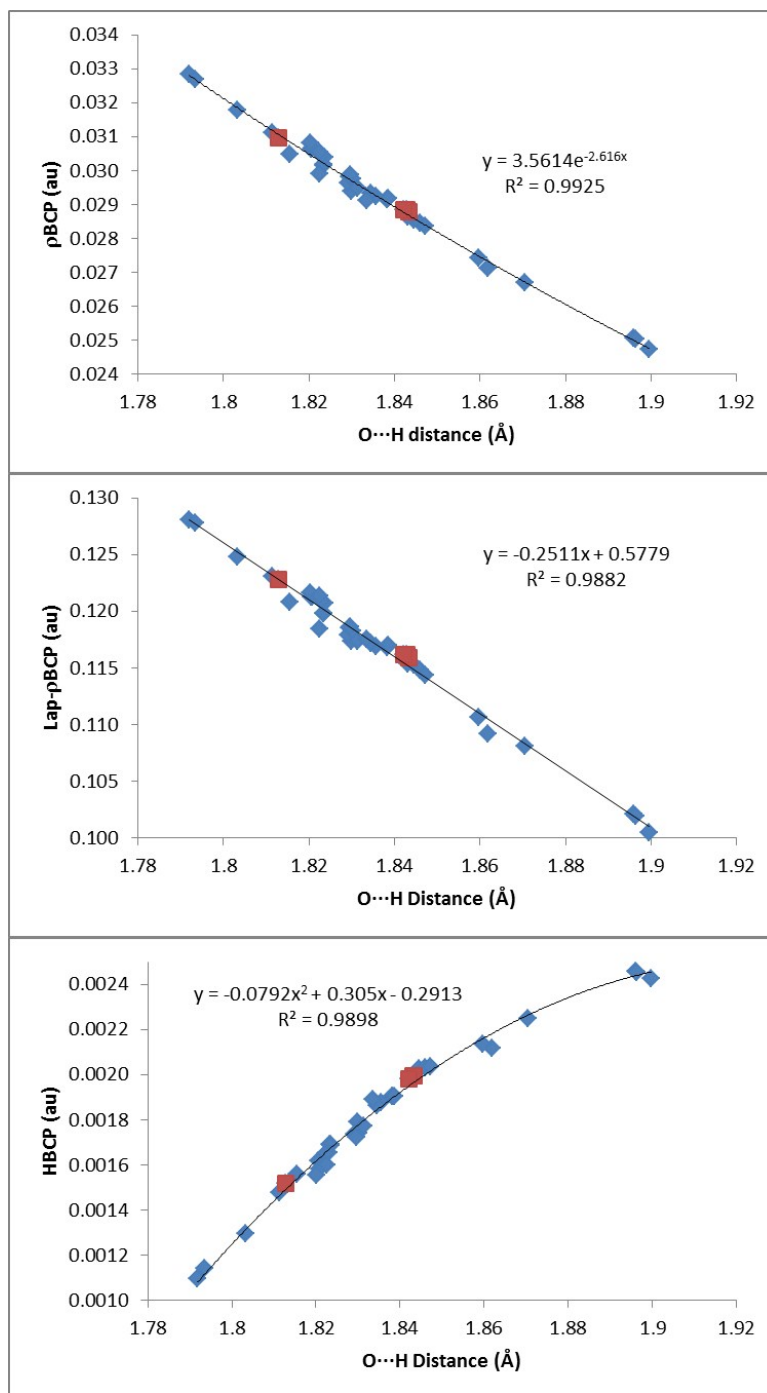 0.034
0.033
0.032
0.031
0.030
0.029
0.028
0.027
0.026
0.025
0.024
ρBCP (au)
y = 3.5614e^-2.616x
R² = 0.9925
1.78 1.8 1.82 1.84 1.86 1.88 1.9 1.92
O···H distance (Å)
0.130
0.125
0.120
0.115
0.110
0.105
0.100
Lap-ρBCP (au)
y = -0.2511x + 0.5779
R² = 0.9882
1.78 1.8 1.82 1.84 1.86 1.88 1.9 1.92
O···H Distance (Å)
0.0024
0.0022
0.0020
0.0018
0.0016
0.0014
0.0012
0.0010
HBCP (au)
y = -0.0792x² + 0.305x - 0.2913
R² = 0.9898
1.78 1.8 1.82 1.84 1.86 1.88 1.9 1.92
O···H Distance (Å)